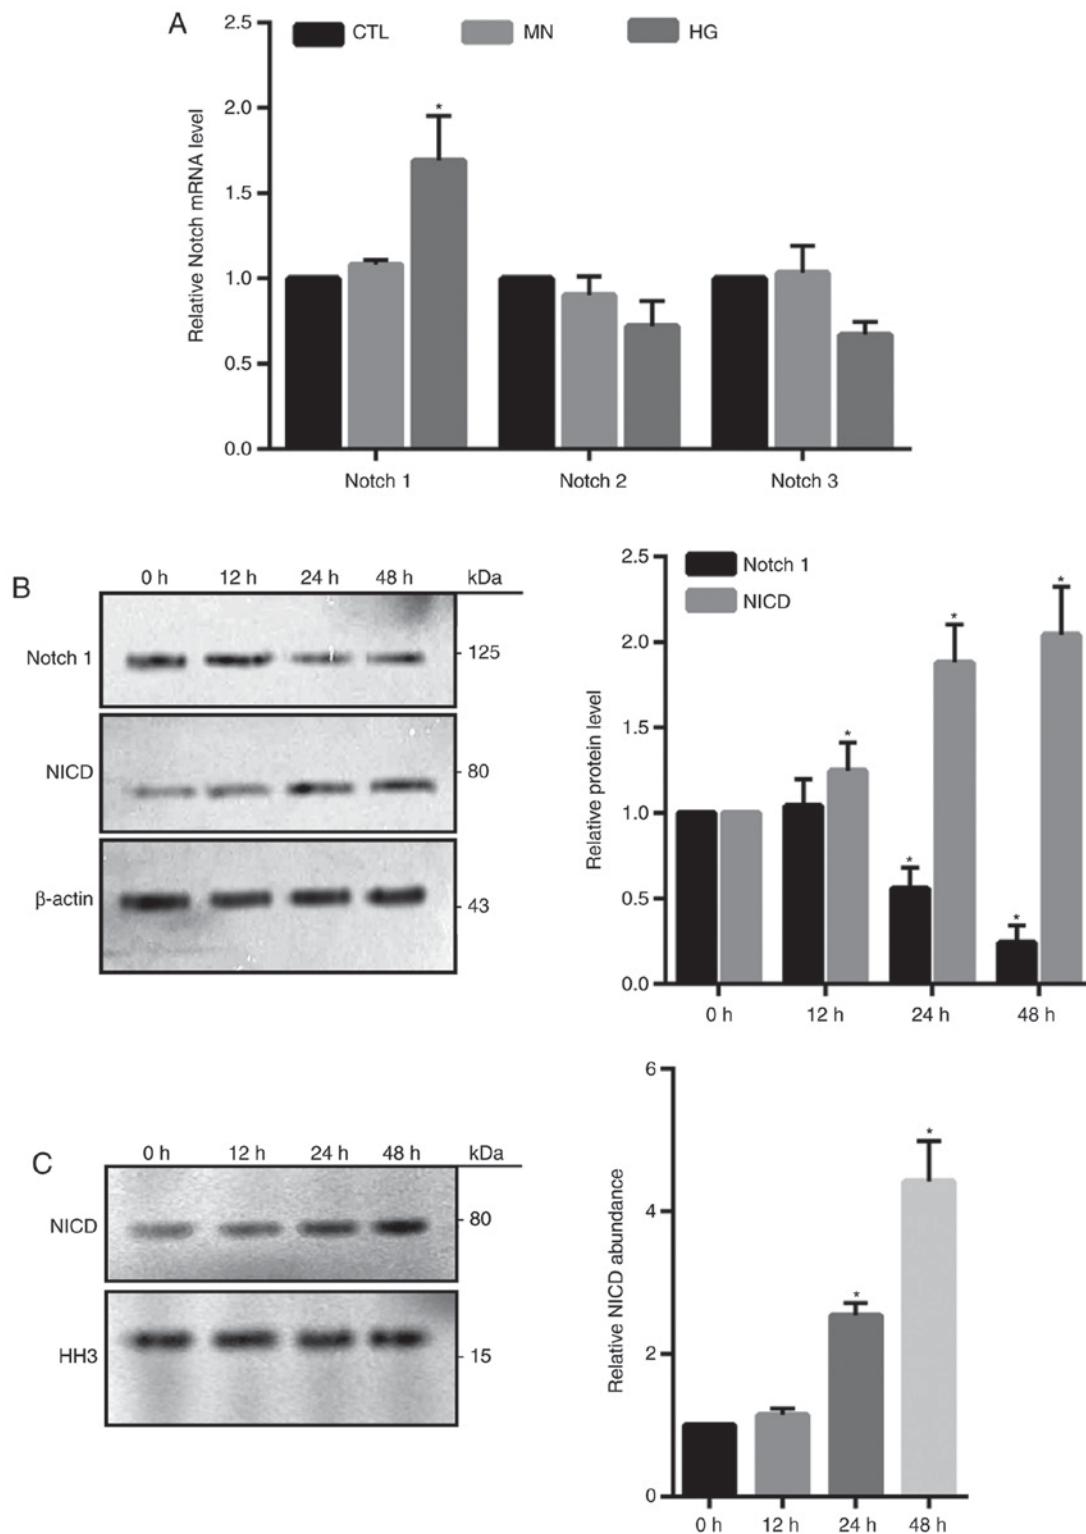 A
2.5
2.0
1.5
1.0
0.5
0.0
Relative Notch mRNA level
CTL MN HG
*
Notch 1 Notch 2 Notch 3
B
0 h 12 h 24 h 48 h kDa
Notch 1
125
NICD
80
β-actin
43
2.5
2.0
1.5
1.0
0.5
0.0
Relative protein level
Notch 1
NICD
*
*
*
*
*
0 h 12 h 24 h 48 h
C
0 h 12 h 24 h 48 h kDa
NICD
80
HH3
15
6
4
2
0
Relative NICD abundance
*
*
0 h 12 h 24 h 48 h